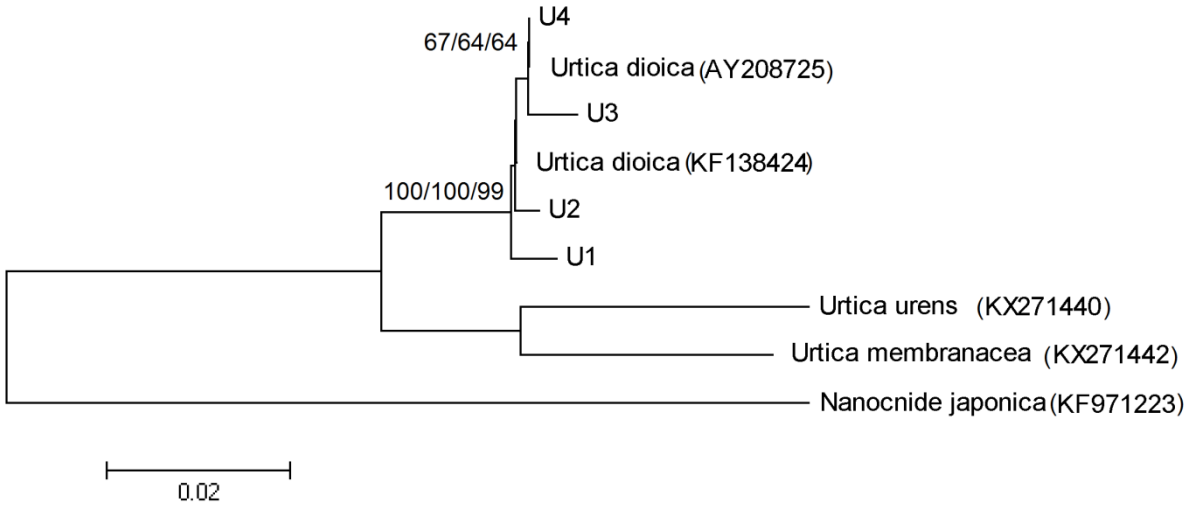 U4
67/64/64
Urtica dioica (AY208725)
U3
Urtica dioica (KF138424)
100/100/99
U2
U1
Urtica urens (KX271440)
Urtica membranacea (KX271442)
Nanocnide japonica (KF971223)
0.02